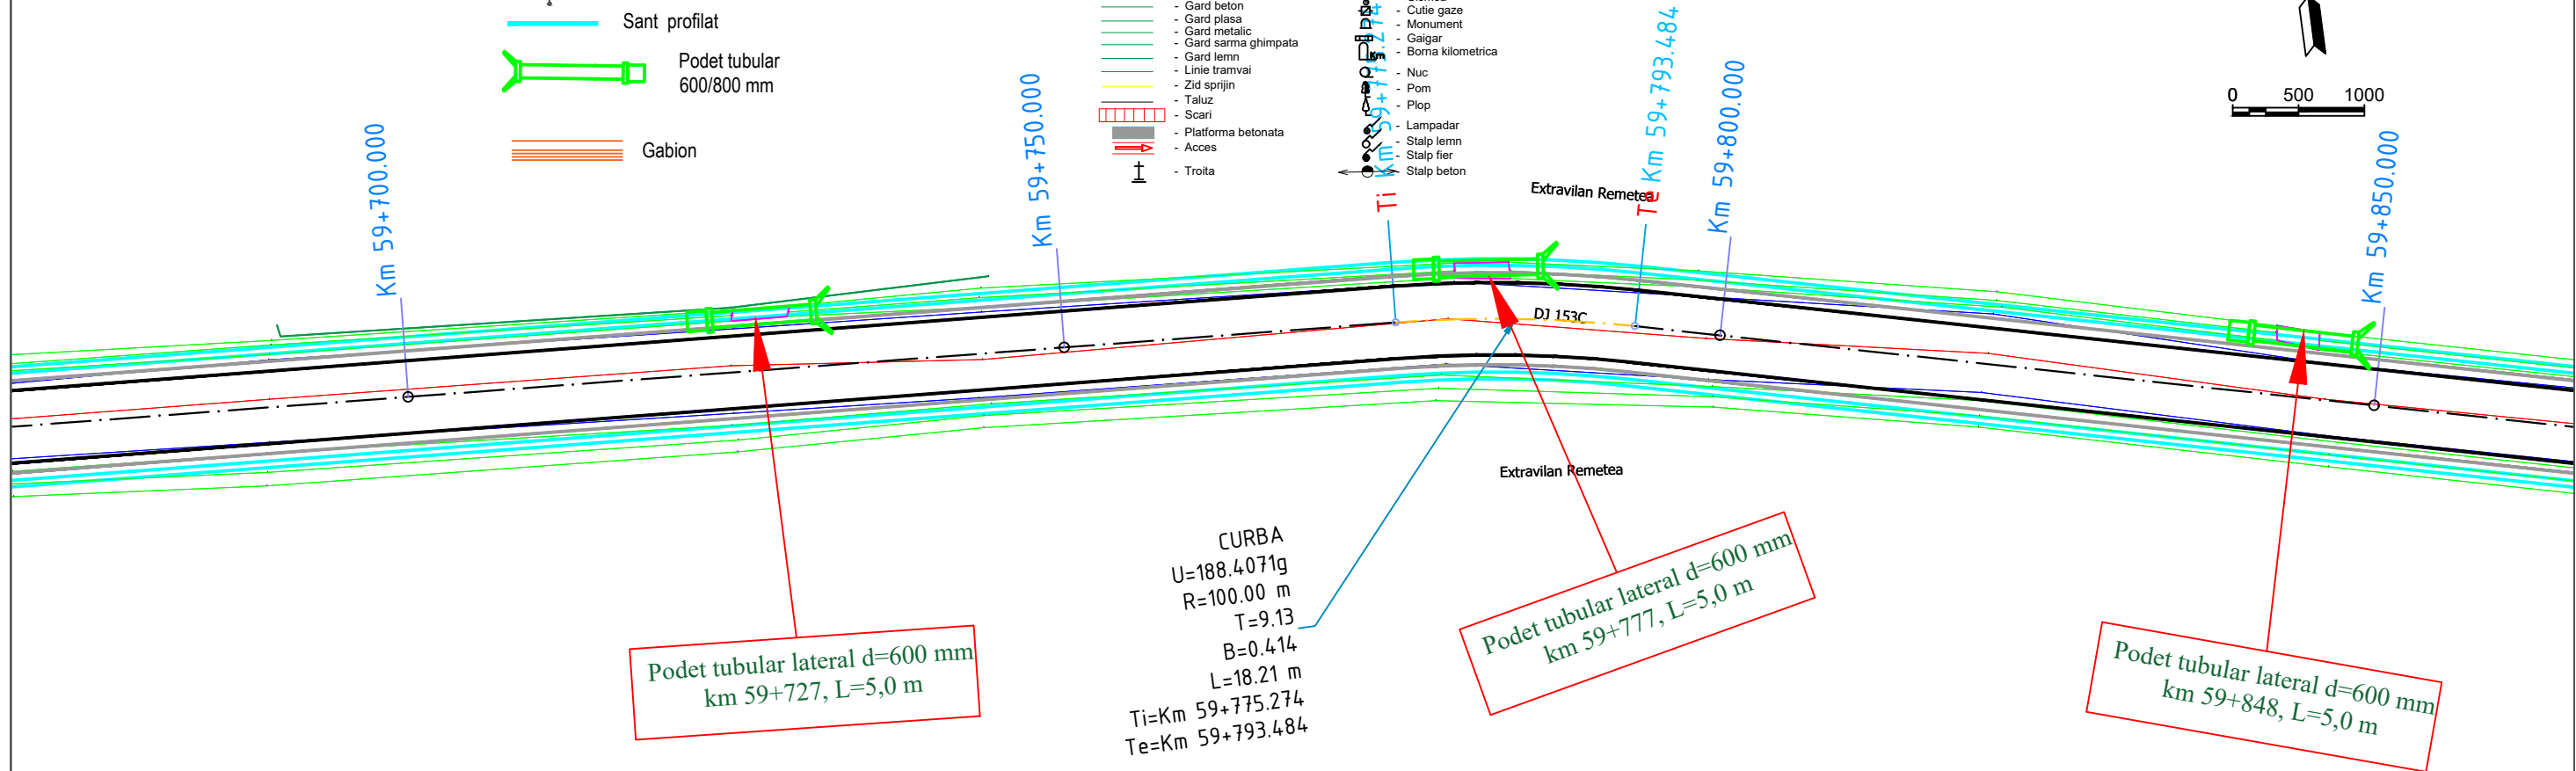 Sant profilat
Podet tubular
600/800 mm
Gabion
- Gard beton
- Gard plasa
- Gard metalic
- Gard sarma ghimpata
- Gard lemn
- Linie tramvai
- Zid sprijin
- Taluz
- Scari
- Platforma betonata
- Acces
- Troita
- Cutie gaze
- Monument
- Gaigar
Km
- Borna kilometrica
- Nuc
- Pom
- Plop
- Lampadar
- Stalp lemn
- Stalp fier
- Stalp beton
0 500 1000
Km 59+700.000
Km 59+750.000
Ti Km 59+775.274
Te Km 59+793.484
Km 59+800.000
Km 59+850.000
Extravilan Remetea
DJ 153C
Extravilan Remetea
CURBA
U=188.4071g
R=100.00 m
T=9.13
B=0.414
L=18.21 m
Ti=Km 59+775.274
Te=Km 59+793.484
Podet tubular lateral d=600 mm
km 59+727, L=5,0 m
Podet tubular lateral d=600 mm
km 59+777, L=5,0 m
Podet tubular lateral d=600 mm
km 59+848, L=5,0 m